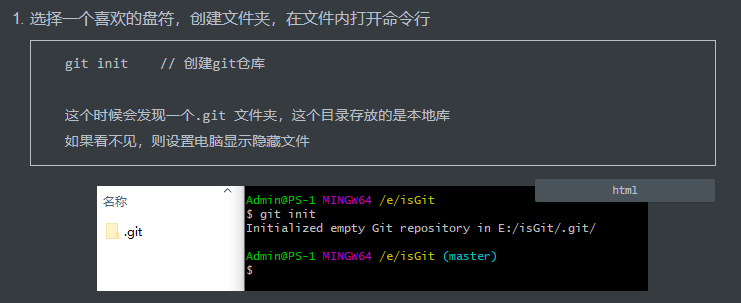 1. 选择一个喜欢的盘符，创建文件夹，在文件内打开命令行
git init    // 创建git仓库
这个时候会发现一个.git 文件夹，这个目录存放的是本地库
如果看不见，则设置电脑显示隐藏文件
html
名称
.git
Admin@PS-1 MINGW64 /e/isGit
$ git init
Initialized empty Git repository in E:/isGit/.git/
Admin@PS-1 MINGW64 /e/isGit (master)
$